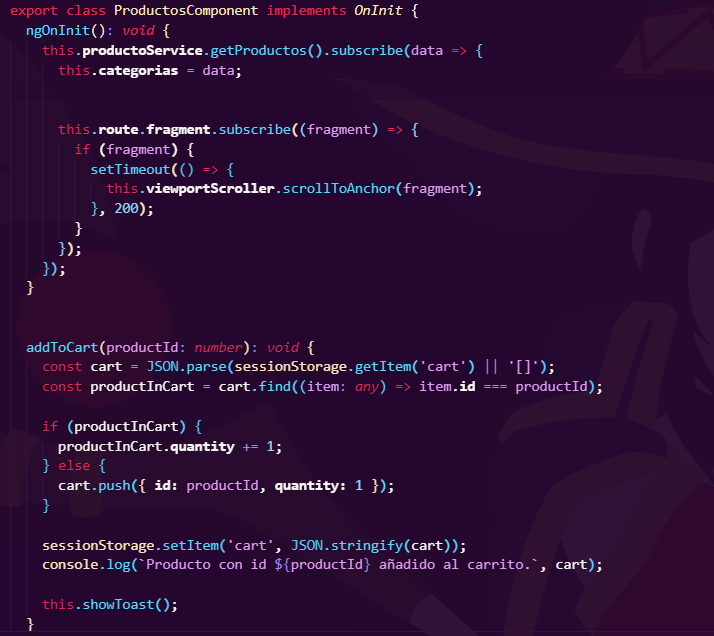 export class ProductosComponent implements OnInit {
  ngOnInit(): void {
    this.productoService.getProductos().subscribe(data => {
      this.categorias = data;
      this.route.fragment.subscribe((fragment) => {
        if (fragment) {
          setTimeout(() => {
            this.viewportScroller.scrollToAnchor(fragment);
          }, 200);
        }
      });
    });
  }
  addToCart(productId: number): void {
    const cart = JSON.parse(sessionStorage.getItem('cart') || '[]');
    const productInCart = cart.find((item: any) => item.id === productId);
    if (productInCart) {
      productInCart.quantity += 1;
    } else {
      cart.push({ id: productId, quantity: 1 });
    }
    sessionStorage.setItem('cart', JSON.stringify(cart));
    console.log(`Producto con id ${productId} añadido al carrito.`, cart);
    this.showToast();
  }